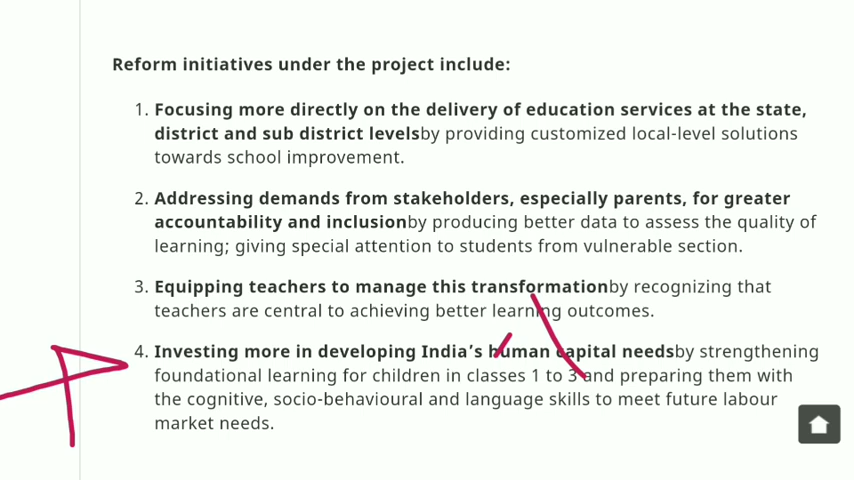 Reform initiatives under the project include:
1. Focusing more directly on the delivery of education services at the state,
district and sub district levelsby providing customized local-level solutions
towards school improvement.
2. Addressing demands from stakeholders, especially parents, for greater
accountability and inclusionby producing better data to assess the quality of
learning; giving special attention to students from vulnerable section.
3. Equipping teachers to manage this transformationby recognizing that
teachers are central to achieving better learning outcomes.
4. Investing more in developing India’s human capital needsby strengthening
foundational learning for children in classes 1 to 3 and preparing them with
the cognitive, socio-behavioural and language skills to meet future labour
market needs.